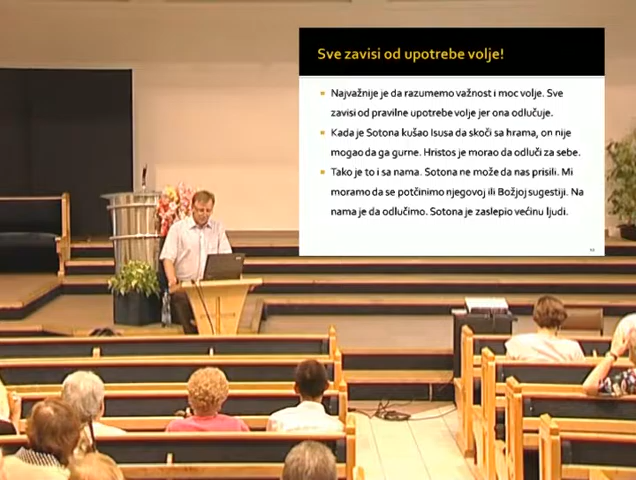 Sve zavisi od upotrebe volje!
Najvažnije je da razumemo važnost i moc volje. Sve
zavisi od pravilne upotrebe volje jer ona odlučuje.
Kada je Sotona kušao Isusa da skoči sa hrama, on nije
mogao da ga gurne. Hristos je morao da odluči za sebe.
Tako je to i sa nama. Sotona ne može da nas prisili. Mi
moramo da se potčinimo njegovoj ili Božjoj sugestiji. Na
nama je da odlučimo. Sotona je zaslepio većinu ljudi.